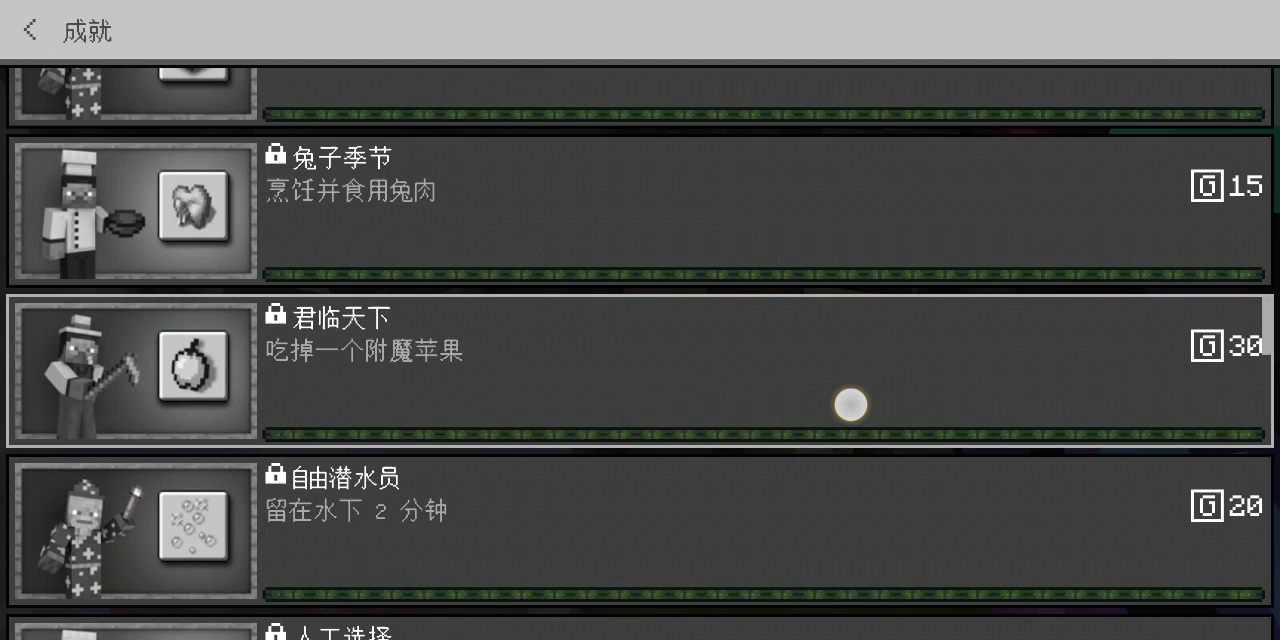 成就
兔子季节
烹饪并食用兔肉
G 15
君临天下
吃掉一个附魔苹果
G 30
自由潜水员
留在水下 2 分钟
G 20
人工选择